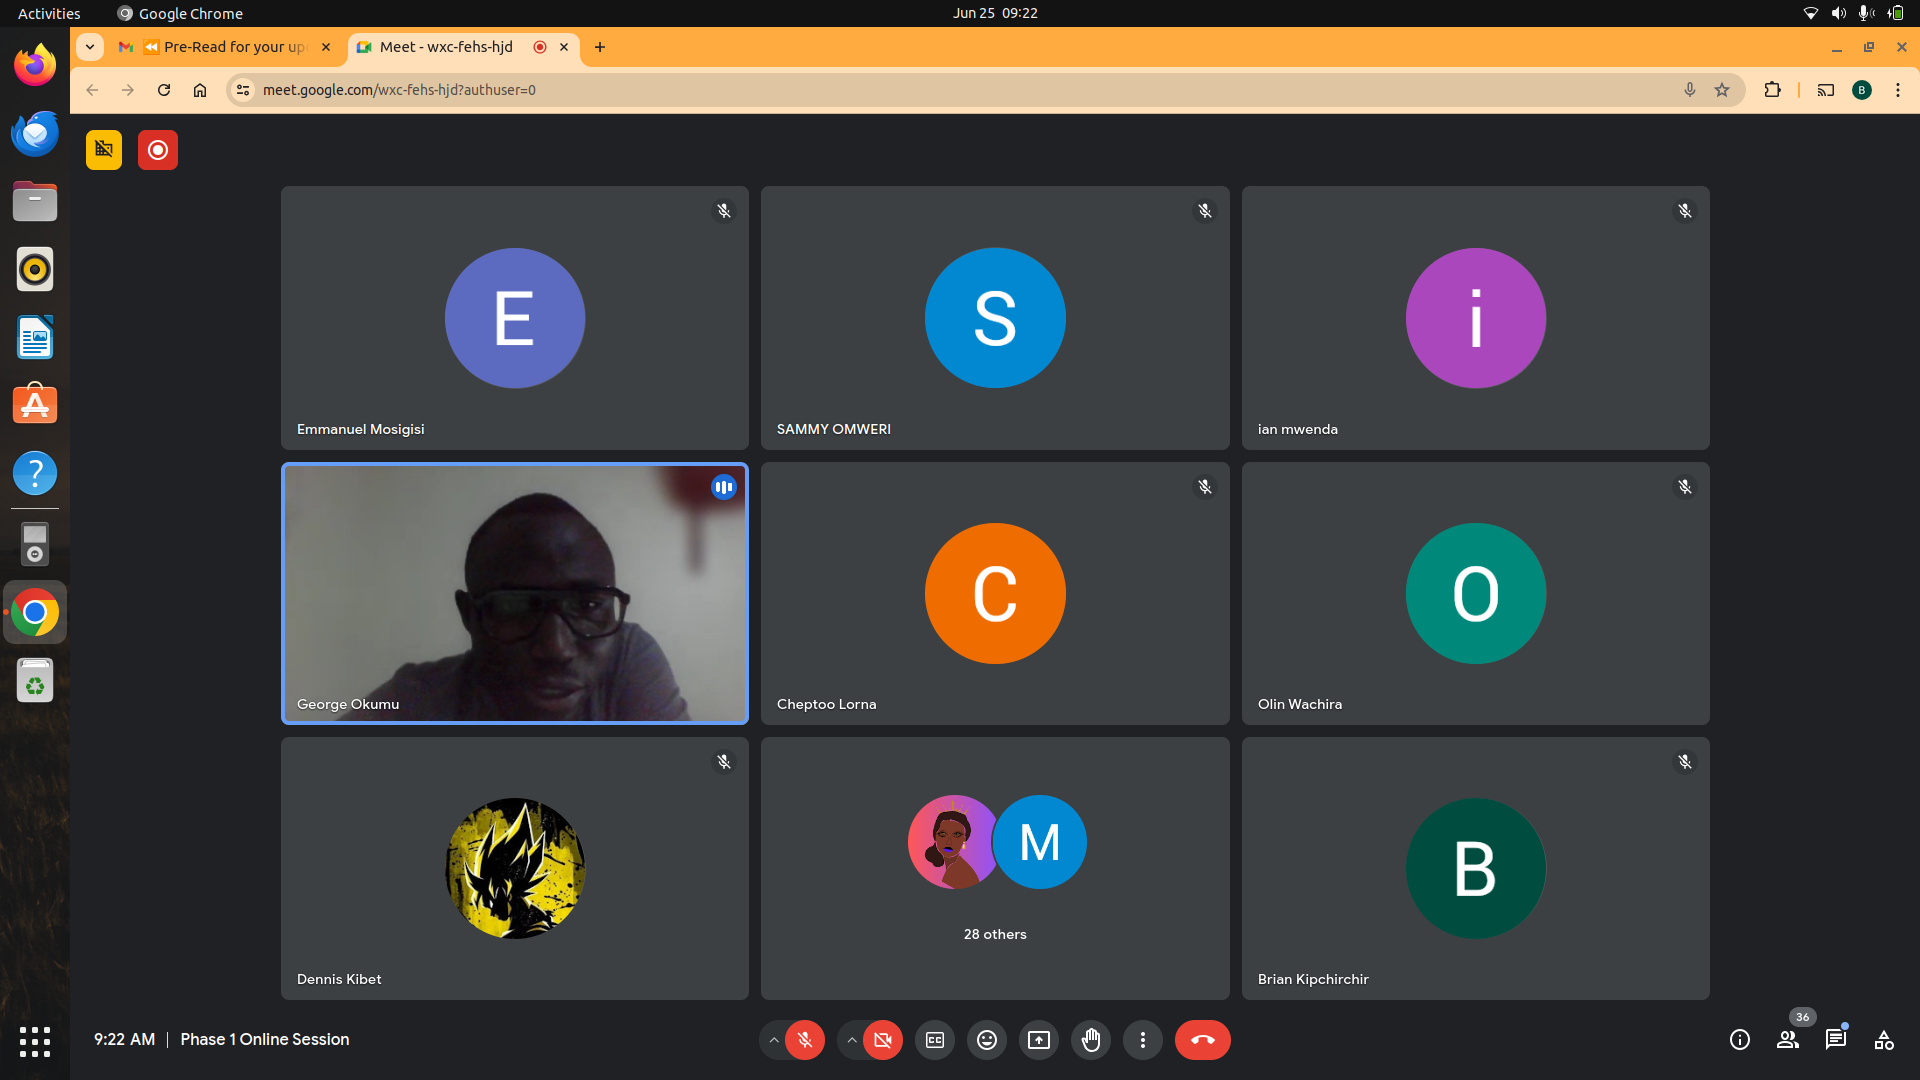 Activities Google Chrome Jun 25 09:22
Pre-Read for your up Meet - wxc-fehs-hjd
meet.google.com/wxc-fehs-hjd?authuser=0 B
E S i
Emmanuel Mosigisi SAMMY OMWERI ian mwenda
C O
George Okumu Cheptoo Lorna Olin Wachira
M B
28 others
Dennis Kibet Brian Kipchirchir
36
9:22 AM | Phase 1 Online Session CC